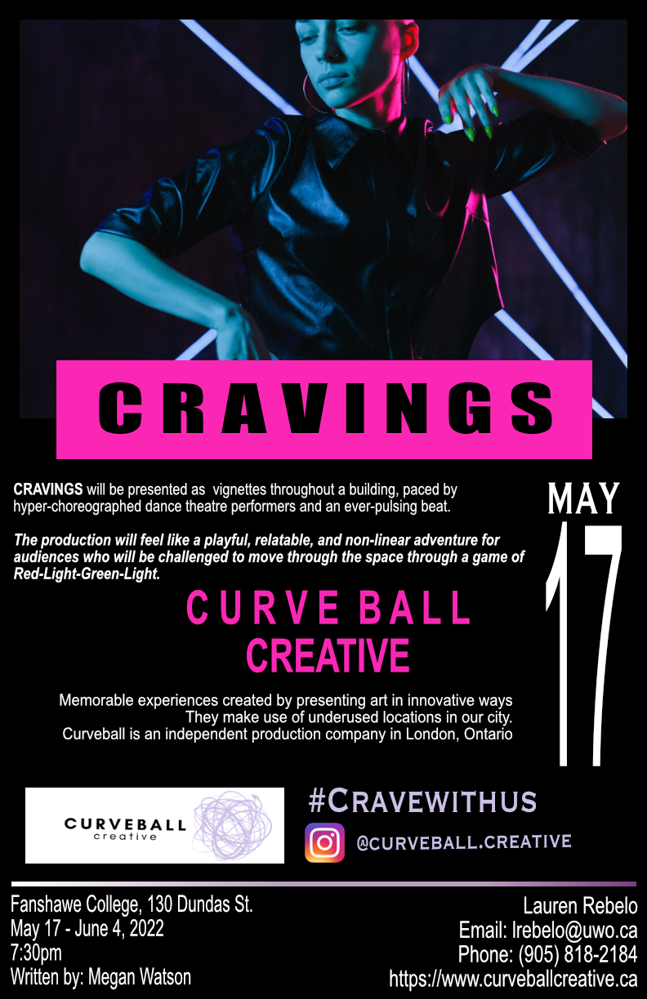 CRAVINGS
CRAVINGS will be presented as  vignettes throughout a building, paced by
hyper-choreographed dance theatre performers and an ever-pulsing beat.
The production will feel like a playful, relatable, and non-linear adventure for
audiences who will be challenged to move through the space through a game of
Red-Light-Green-Light.
MAY
17
CURVE BALL
CREATIVE
Memorable experiences created by presenting art in innovative ways
They make use of underused locations in our city.
Curveball is an independent production company in London, Ontario
CURVEBALL
creative
#CRAVEWITHUS
@CURVEBALL.CREATIVE
Fanshawe College, 130 Dundas St.
May 17 - June 4, 2022
7:30pm
Written by: Megan Watson
Lauren Rebelo
Email: lrebelo@uwo.ca
Phone: (905) 818-2184
https://www.curveballcreative.ca